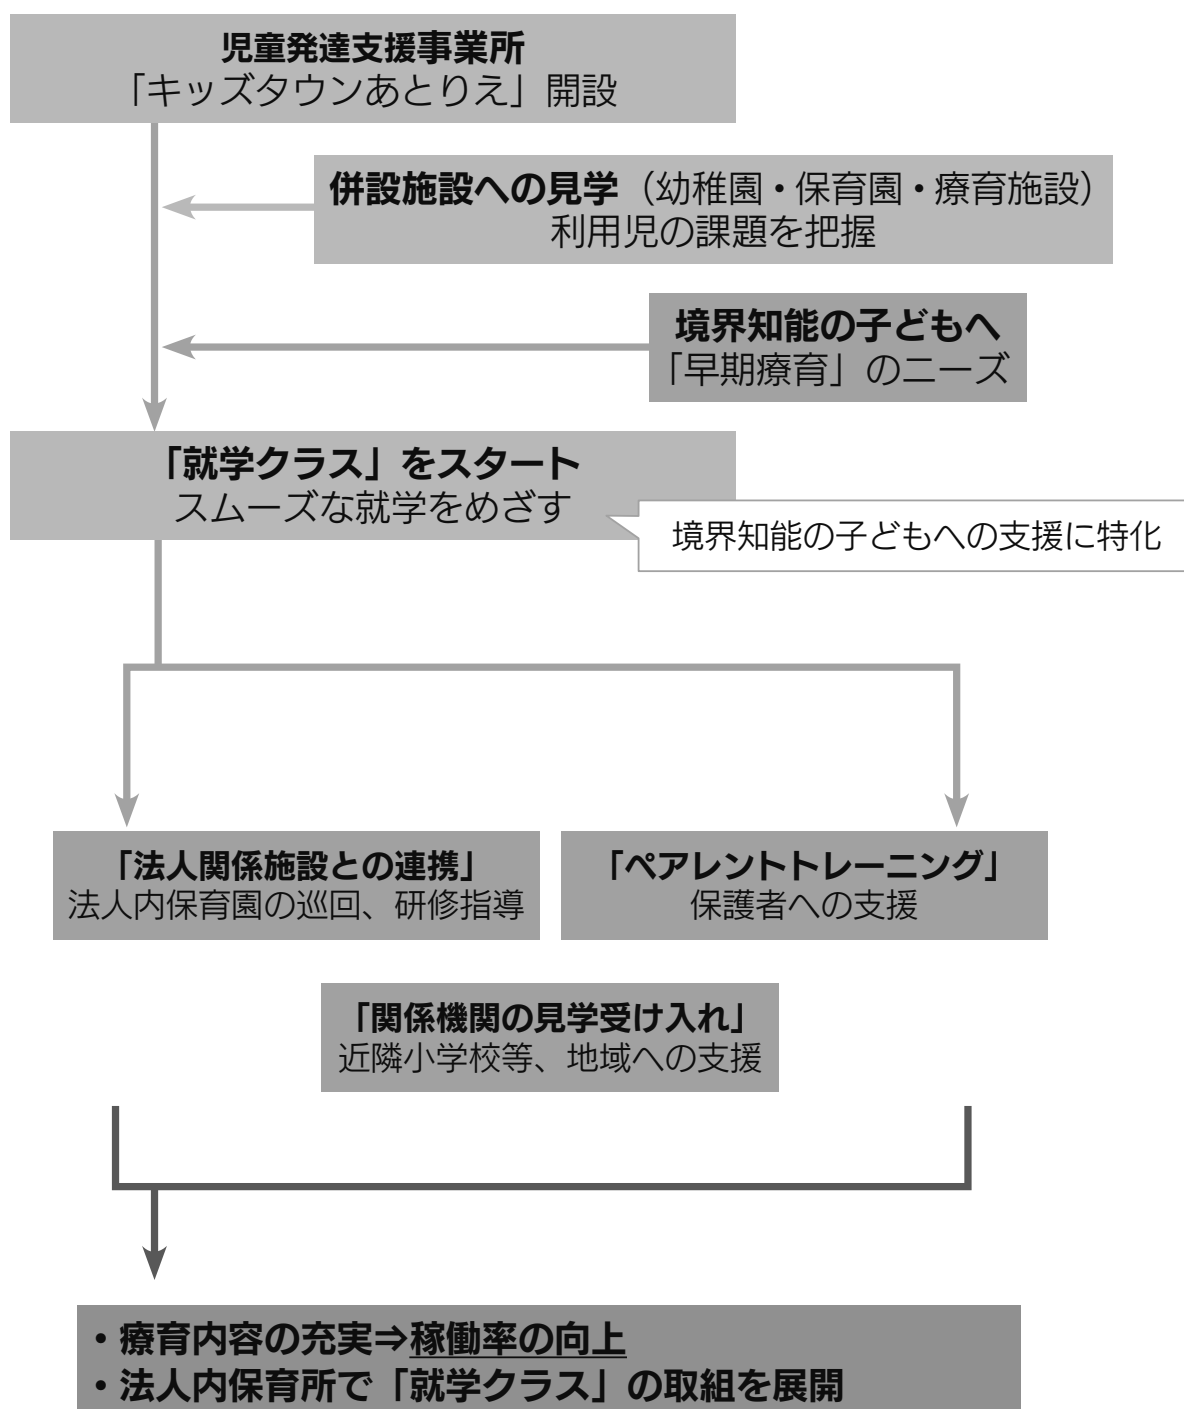 児童発達支援事業所
「キッズタウンあとりえ」開設
併設施設への見学（幼稚園・保育園・療育施設）
利用児の課題を把握
境界知能の子どもへ
「早期療育」のニーズ
「就学クラス」をスタート
スムーズな就学をめざす
境界知能の子どもへの支援に特化
「法人関係施設との連携」
法人内保育園の巡回、研修指導
「ペアレントトレーニング」
保護者への支援
「関係機関の見学受け入れ」
近隣小学校等、地域への支援
・療育内容の充実⇒稼働率の向上
・法人内保育所で「就学クラス」の取組を展開